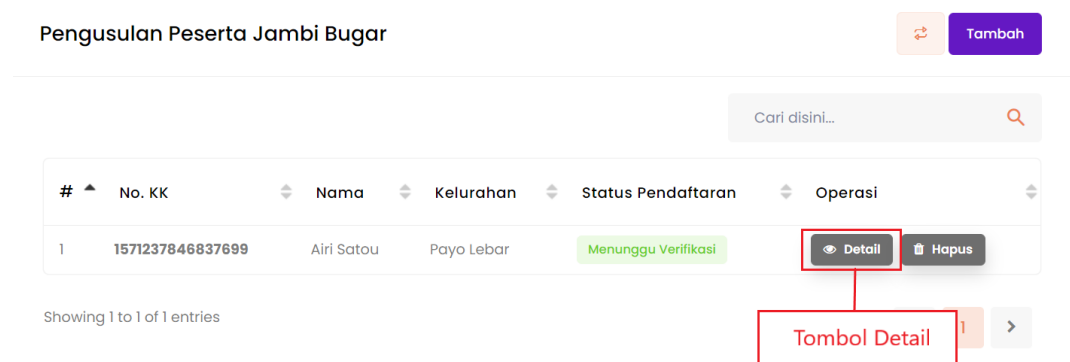 Pengusulan Peserta Jambi Bugar
Tambah
Cari disini...
# No. KK Nama Kelurahan Status Pendaftaran Operasi
1 1571237846837699 Airi Satou Payo Lebar Menunggu Verifikasi Detail Hapus
Showing 1 to 1 of 1 entries
1
Tombol Detail